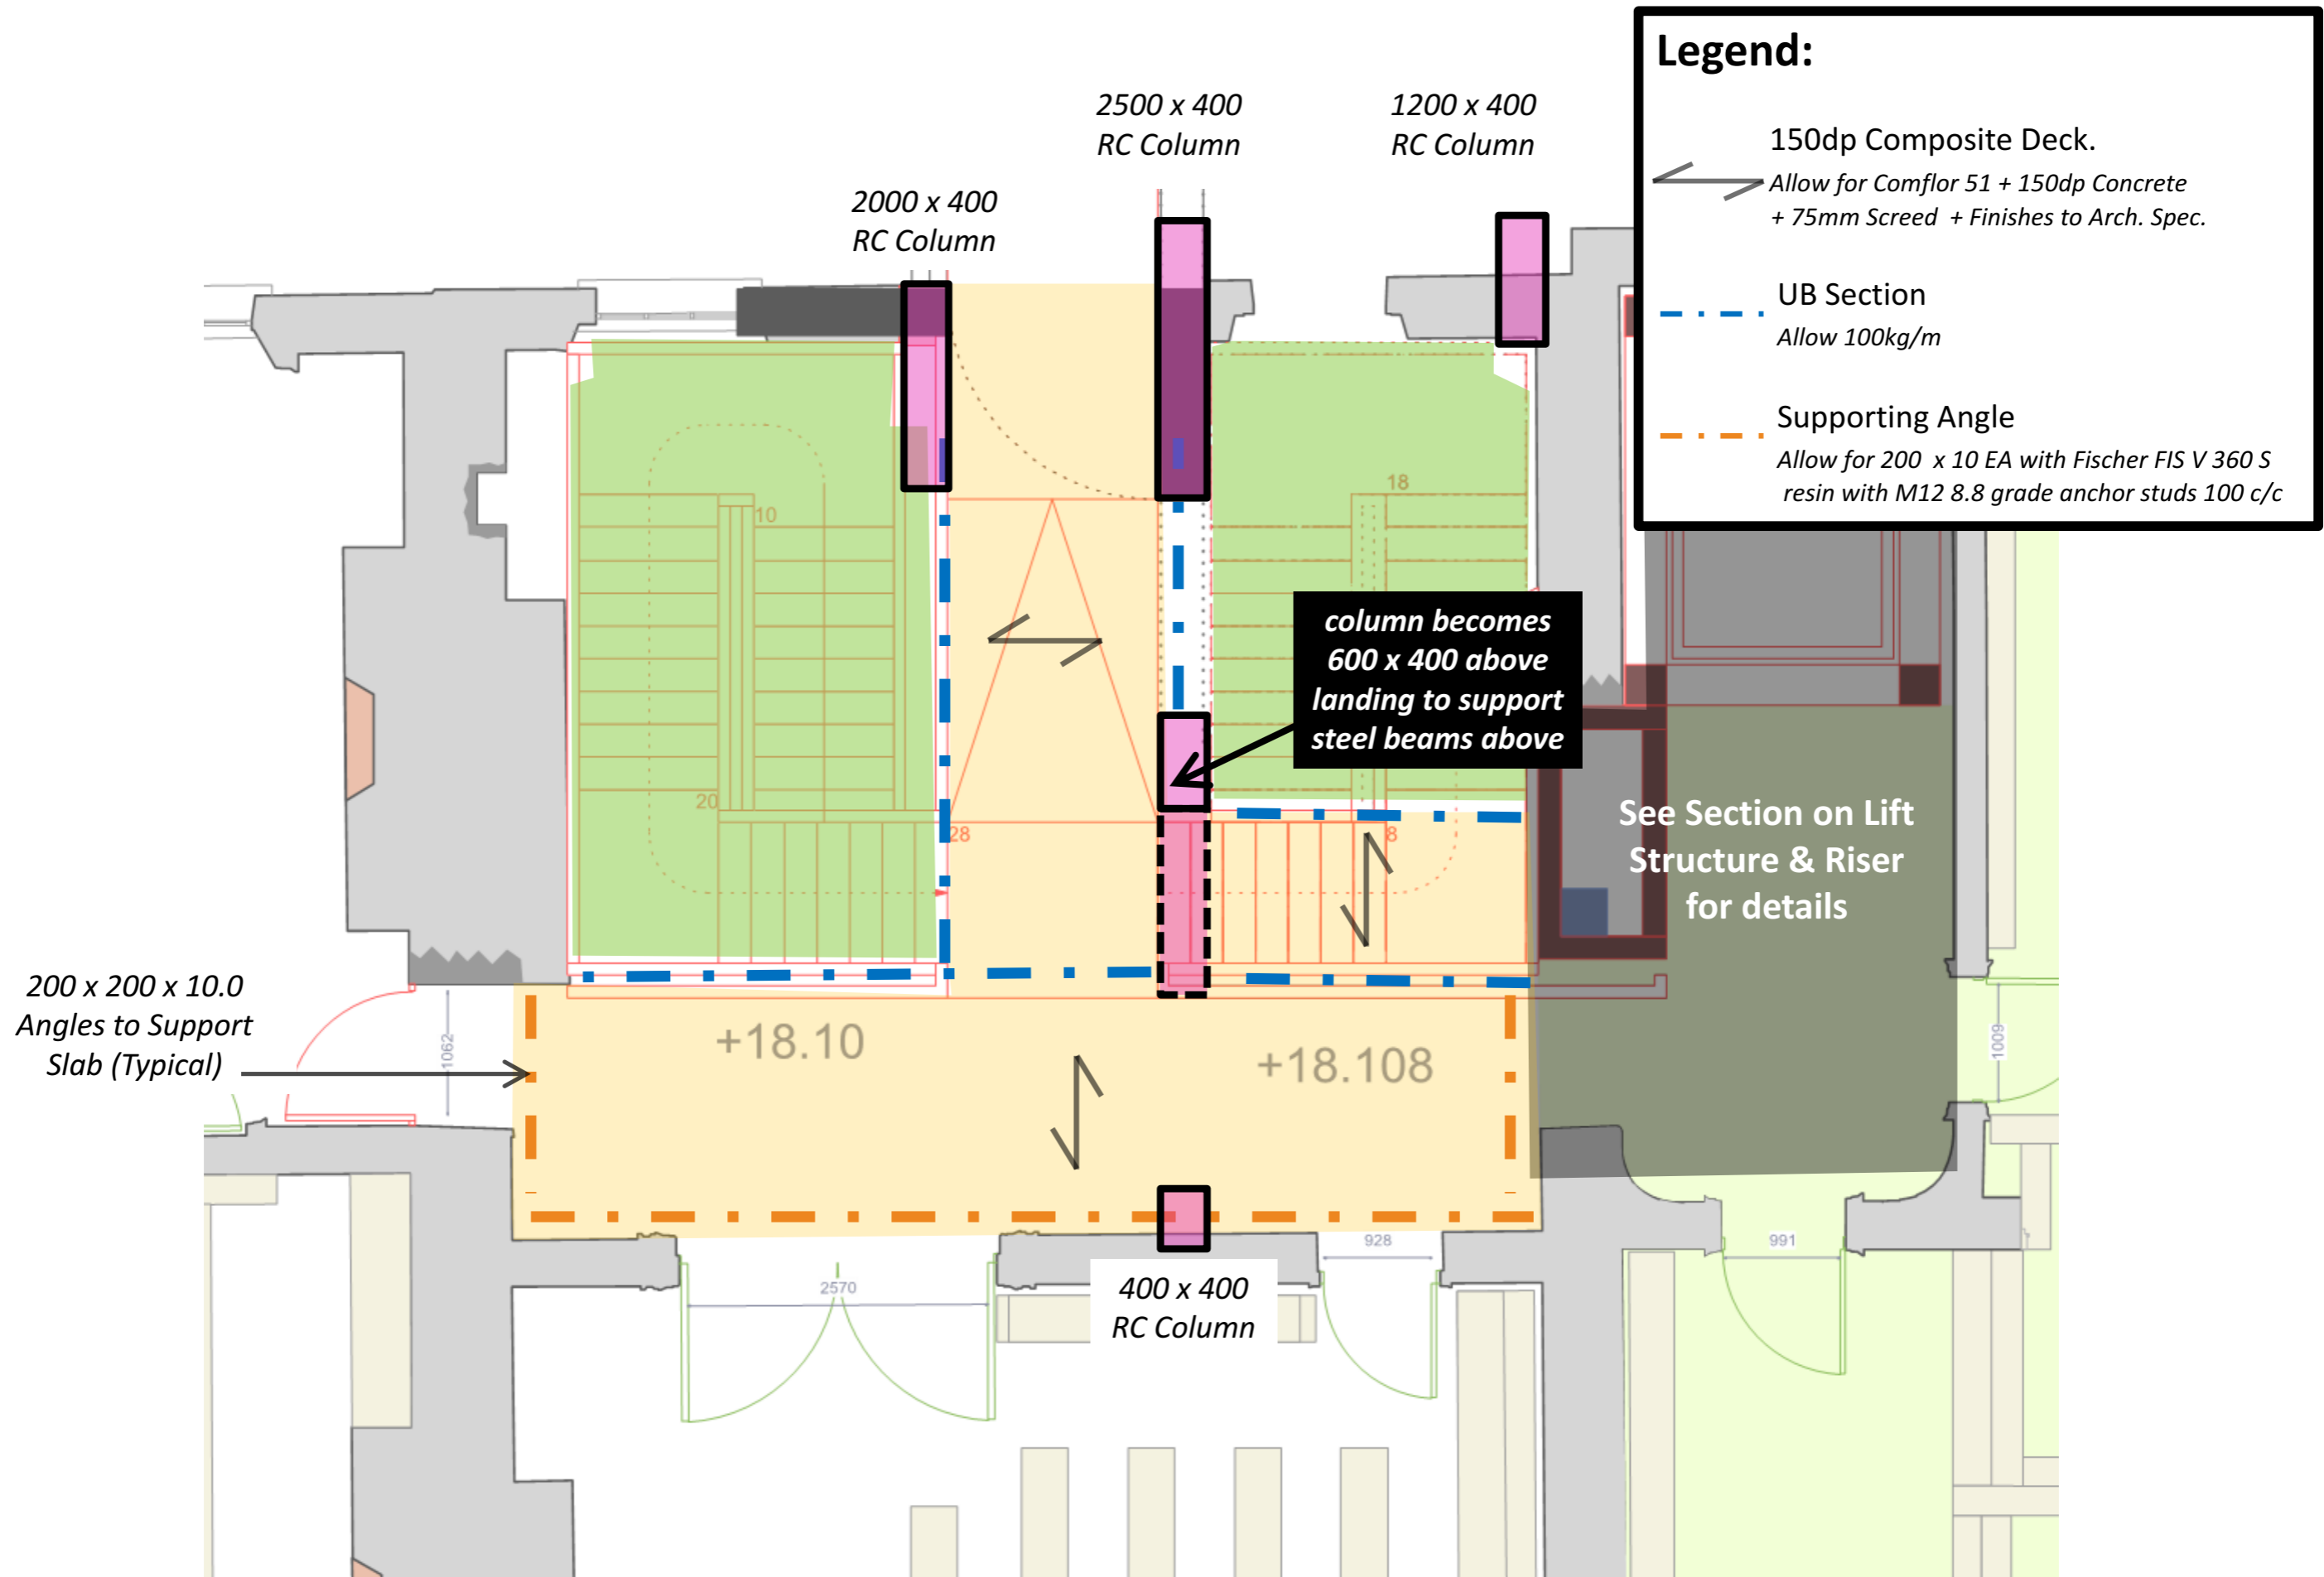 Legend:
150dp Composite Deck.
Allow for Comflor 51 + 150dp Concrete
+ 75mm Screed + Finishes to Arch. Spec.
UB Section
Allow 100kg/m
Supporting Angle
Allow for 200 x 10 EA with Fischer FIS V 360 S
resin with M12 8.8 grade anchor studs 100 c/c
2500 x 400
RC Column
1200 x 400
RC Column
2000 x 400
RC Column
10
18
column becomes
600 x 400 above
landing to support
steel beams above
20
28
8
See Section on Lift
Structure & Riser
for details
200 x 200 x 10.0
Angles to Support
Slab (Typical)
1062
+18.10
+18.108
1009
928
991
2570
400 x 400
RC Column